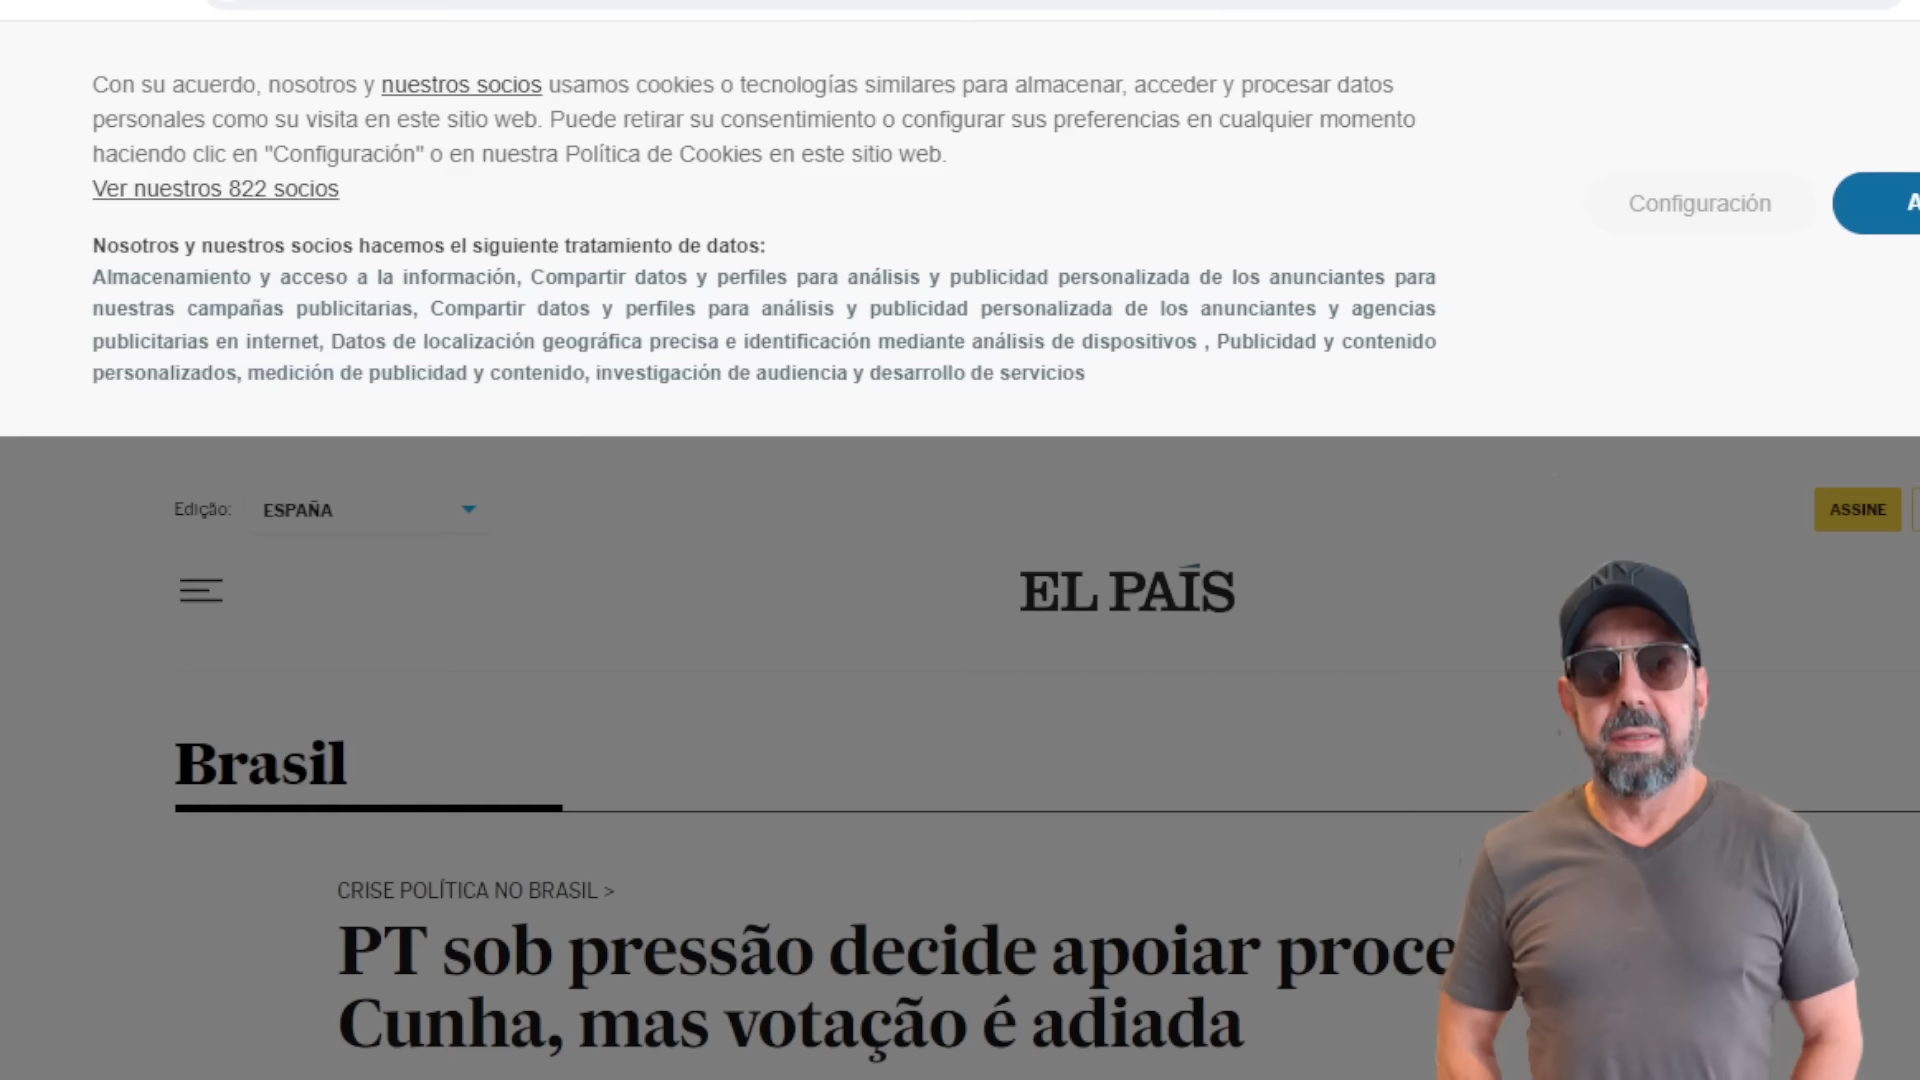 Con su acuerdo, nosotros y nuestros socios usamos cookies o tecnologías similares para almacenar, acceder y procesar datos
personales como su visita en este sitio web. Puede retirar su consentimiento o configurar sus preferencias en cualquier momento
haciendo clic en "Configuración" o en nuestra Política de Cookies en este sitio web.
Ver nuestros 822 socios
Configuración
Nosotros y nuestros socios hacemos el siguiente tratamiento de datos:
Almacenamiento y acceso a la información, Compartir datos y perfiles para análisis y publicidad personalizada de los anunciantes para
nuestras campañas publicitarias, Compartir datos y perfiles para análisis y publicidad personalizada de los anunciantes y agencias
publicitarias en internet, Datos de localización geográfica precisa e identificación mediante análisis de dispositivos , Publicidad y contenido
personalizados, medición de publicidad y contenido, investigación de audiencia y desarrollo de servicios
Edição: ESPAÑA
ASSINE
EL PAÍS
Brasil
CRISE POLÍTICA NO BRASIL >
PT sob pressão decide apoiar
Cunha, mas votação é adiada